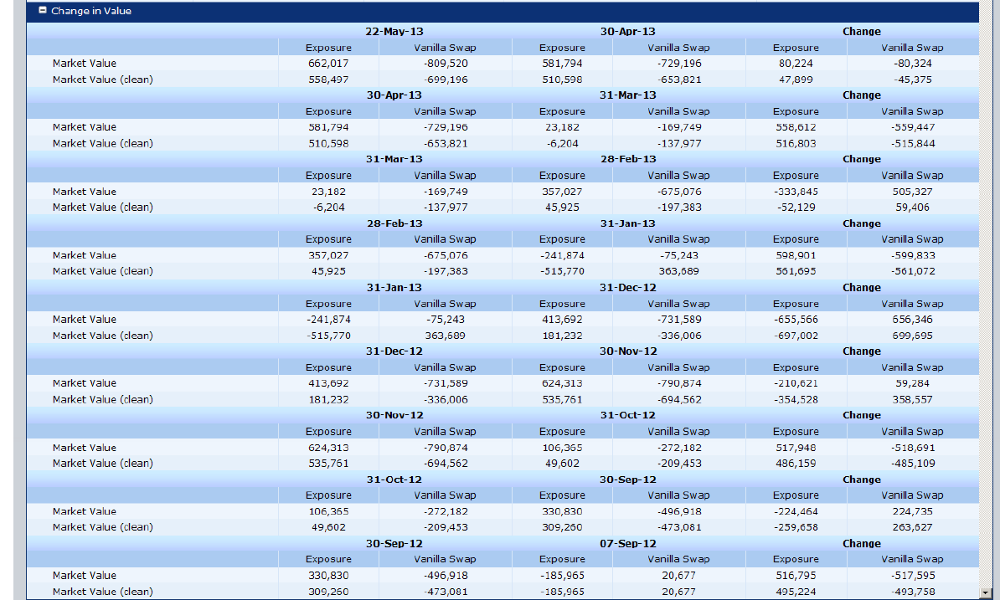 Change in Value
22-May-13 30-Apr-13 Change
Exposure Vanilla Swap Exposure Vanilla Swap Exposure Vanilla Swap
Market Value 662,017 -809,520 581,794 -729,196 80,224 -80,324
Market Value (clean) 558,497 -699,196 510,598 -653,821 47,899 -45,375
30-Apr-13 31-Mar-13 Change
Exposure Vanilla Swap Exposure Vanilla Swap Exposure Vanilla Swap
Market Value 581,794 -729,196 23,182 -169,749 558,612 -559,447
Market Value (clean) 510,598 -653,821 -6,204 -137,977 516,803 -515,844
31-Mar-13 28-Feb-13 Change
Exposure Vanilla Swap Exposure Vanilla Swap Exposure Vanilla Swap
Market Value 23,182 -169,749 357,027 -675,076 -333,845 505,327
Market Value (clean) -6,204 -137,977 45,925 -197,383 -52,129 59,406
28-Feb-13 31-Jan-13 Change
Exposure Vanilla Swap Exposure Vanilla Swap Exposure Vanilla Swap
Market Value 357,027 -675,076 -241,874 -75,243 598,901 -599,833
Market Value (clean) 45,925 -197,383 -515,770 363,689 561,695 -561,072
31-Jan-13 31-Dec-12 Change
Exposure Vanilla Swap Exposure Vanilla Swap Exposure Vanilla Swap
Market Value -241,874 -75,243 413,692 -731,589 -655,566 656,346
Market Value (clean) -515,770 363,689 181,232 -336,006 -697,002 699,695
31-Dec-12 30-Nov-12 Change
Exposure Vanilla Swap Exposure Vanilla Swap Exposure Vanilla Swap
Market Value 413,692 -731,589 624,313 -790,874 -210,621 59,284
Market Value (clean) 181,232 -336,006 535,761 -694,562 -354,528 358,557
30-Nov-12 31-Oct-12 Change
Exposure Vanilla Swap Exposure Vanilla Swap Exposure Vanilla Swap
Market Value 624,313 -790,874 106,365 -272,182 517,948 -518,691
Market Value (clean) 535,761 -694,562 49,602 -209,453 486,159 -485,109
31-Oct-12 30-Sep-12 Change
Exposure Vanilla Swap Exposure Vanilla Swap Exposure Vanilla Swap
Market Value 106,365 -272,182 330,830 -496,918 -224,464 224,735
Market Value (clean) 49,602 -209,453 309,260 -473,081 -259,658 263,627
30-Sep-12 07-Sep-12 Change
Exposure Vanilla Swap Exposure Vanilla Swap Exposure Vanilla Swap
Market Value 330,830 -496,918 -185,965 20,677 516,795 -517,595
Market Value (clean) 309,260 -473,081 -185,965 20,677 495,224 -493,758